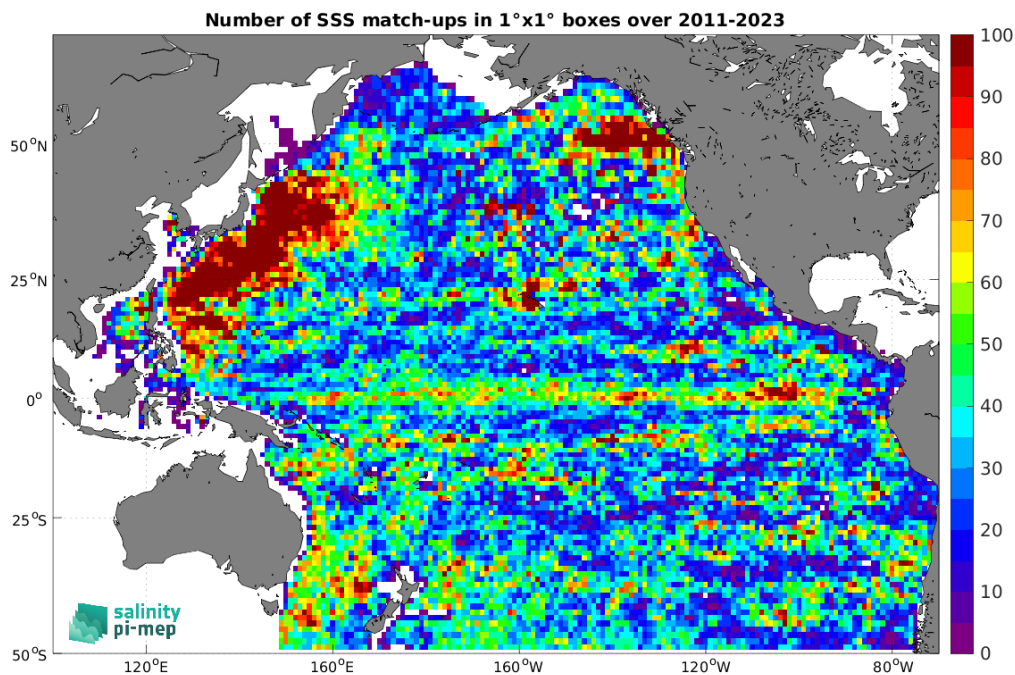 Number of SSS match-ups in 1°x1° boxes over 2011-2023
100
90
80
70
60
50
40
30
20
10
0
50°N
25°N
0°
25°S
50°S
120°E
160°E
160°W
120°W
80°W
salinity
pi-mep